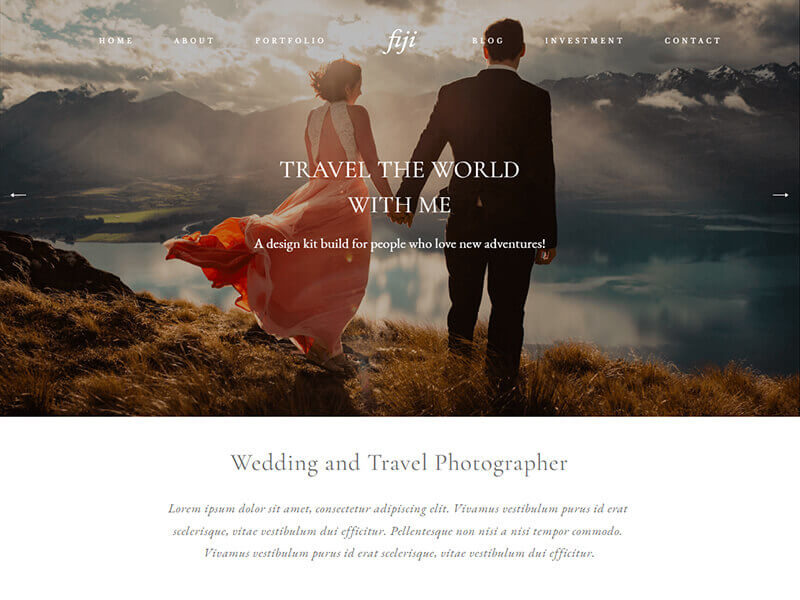 HOME ABOUT PORTFOLIO fiji BLOG INVESTMENT CONTACT
TRAVEL THE WORLD
WITH ME
A design kit build for people who love new adventures!
Wedding and Travel Photographer
Lorem ipsum dolor sit amet, consectetur adipiscing elit. Vivamus vestibulum purus id erat
scelerisque, vitae vestibulum dui efficitur. Pellentesque non nisi a nisi tempor commodo.
Vivamus vestibulum purus id erat scelerisque, vitae vestibulum dui efficitur.